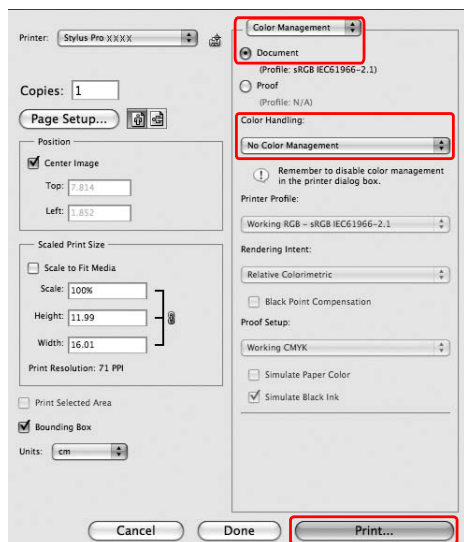 Printer: Stylus Pro XXXX
Copies: 1
Page Setup...
Position
Center Image
Top: 7.814
Left: 1.852
Scaled Print Size
Scale to Fit Media
Scale: 100%
Height: 11.99
Width: 16.01
Print Resolution: 71 PPI
Print Selected Area
Bounding Box
Units: cm
Color Management
Document
(Profile: sRGB IEC61966-2.1)
Proof
(Profile: N/A)
Color Handling:
No Color Management
Remember to disable color management
in the printer dialog box.
Printer Profile:
Working RGB - sRGB IEC61966-2.1
Rendering Intent:
Relative Colorimetric
Black Point Compensation
Proof Setup:
Working CMYK
Simulate Paper Color
Simulate Black Ink
Cancel
Done
Print...